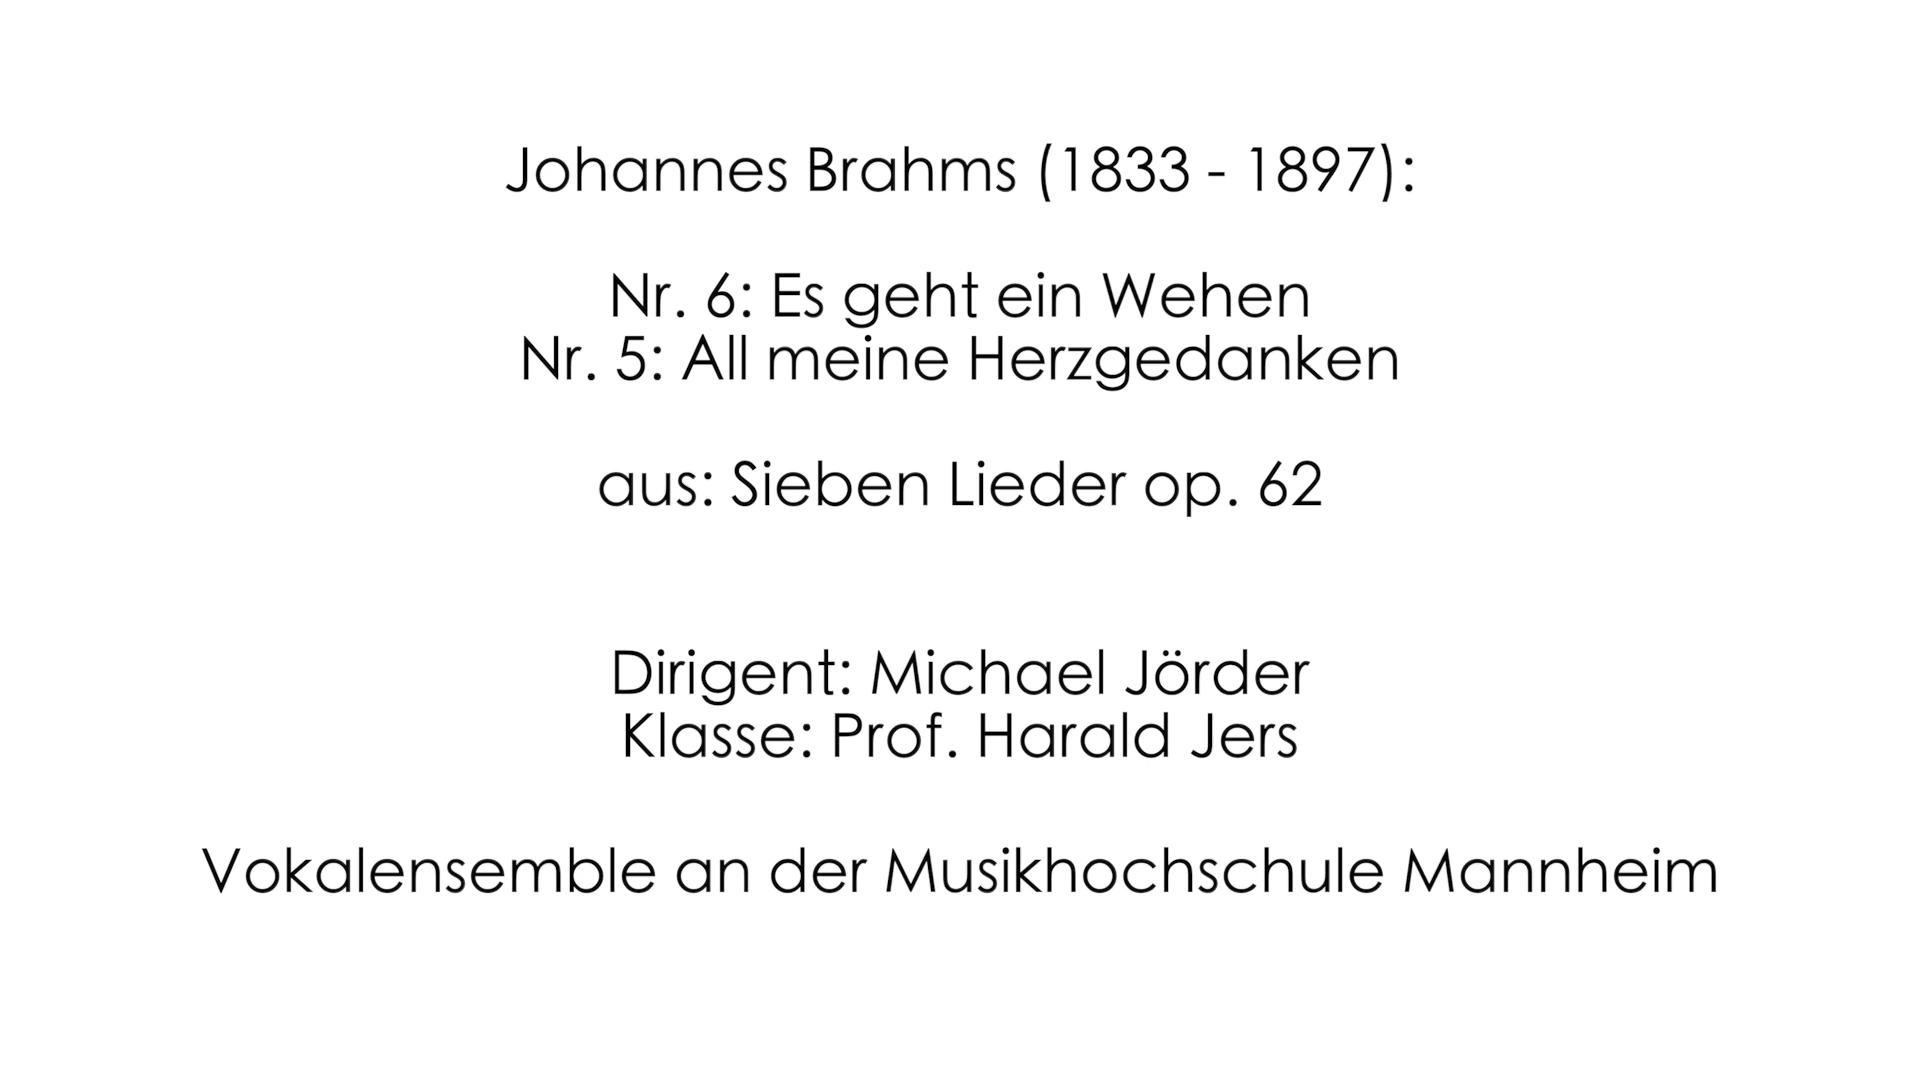 Johannes Brahms (1833 - 1897):
Nr. 6: Es geht ein Wehen
Nr. 5: All meine Herzgedanken
aus: Sieben Lieder op. 62
Dirigent: Michael Jörder
Klasse: Prof. Harald Jers
Vokalensemble an der Musikhochschule Mannheim